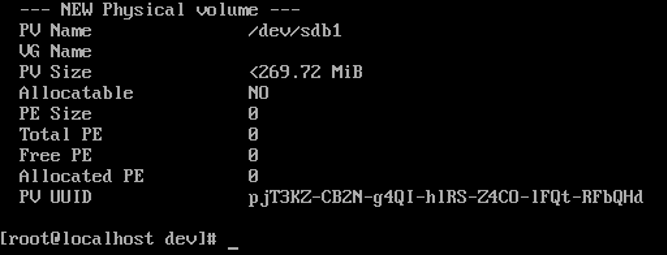 --- NEW Physical volume ---
PV Name               /dev/sdb1
VG Name
PV Size               <269.72 MiB
Allocatable           NO
PE Size               0
Total PE              0
Free PE               0
Allocated PE          0
PV UUID               pjT3KZ-CB2N-g4QI-hlRS-Z4CO-lFQt-RFbQHd
[root@localhost dev]# _